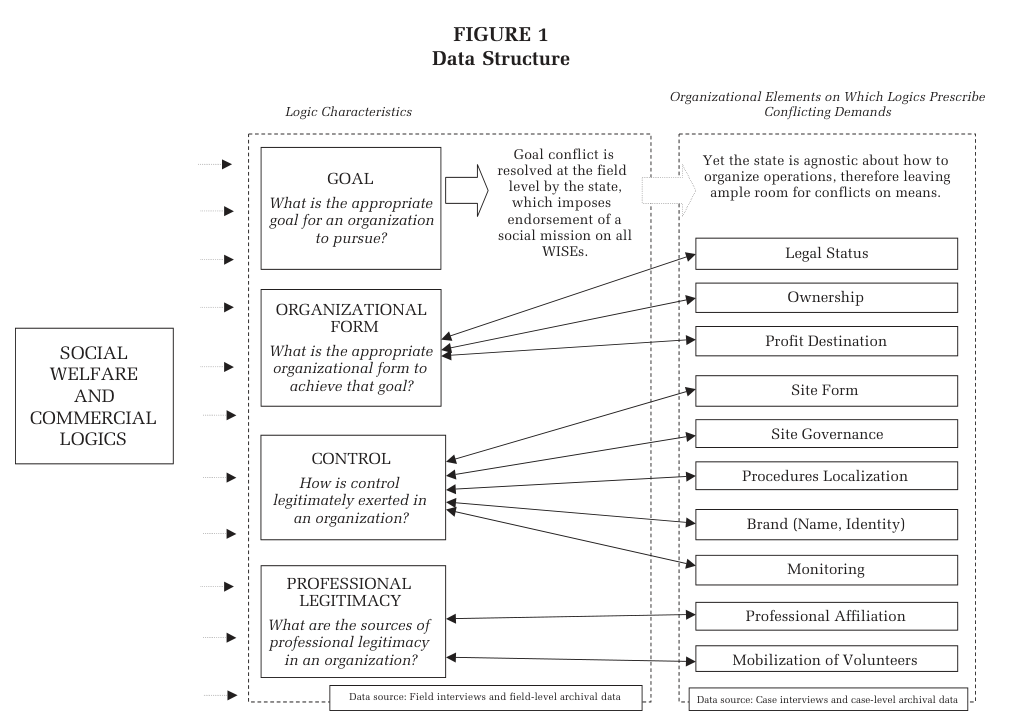 FIGURE 1
Data Structure
Logic Characteristics
Organizational Elements on Which Logics Prescribe
Conflicting Demands
SOCIAL
WELFARE
AND
COMMERCIAL
LOGICS
GOAL
What is the appropriate
goal for an organization
to pursue?
Goal conflict is
resolved at the field
level by the state,
which imposes
endorsement of a
social mission on all
WISEs.
Yet the state is agnostic about how to
organize operations, therefore leaving
ample room for conflicts on means.
ORGANIZATIONAL
FORM
What is the appropriate
organizational form to
achieve that goal?
Legal Status
Ownership
Profit Destination
CONTROL
How is control
legitimately exerted in
an organization?
Site Form
Site Governance
Procedures Localization
Brand (Name, Identity)
Monitoring
PROFESSIONAL
LEGITIMACY
What are the sources of
professional legitimacy
in an organization?
Professional Affiliation
Mobilization of Volunteers
Data source: Field interviews and field-level archival data
Data source: Case interviews and case-level archival data